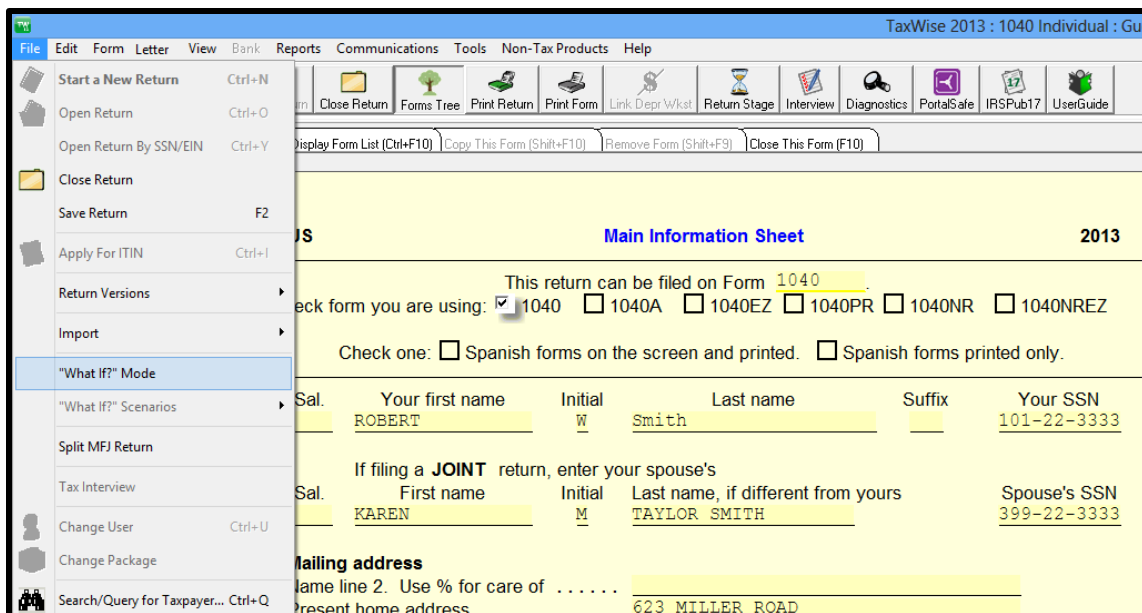 TW
TaxWise 2013 : 1040 Individual : Gu
File Edit Form Letter View Bank Reports Communications Tools Non-Tax Products Help
Close Return Forms Tree Print Return Print Form Link Depr Wkst Return Stage Interview Diagnostics PortalSafe 17 IRSPub17 UserGuide
Display Form List (Ctrl+F10) Copy This Form (Shift+F10) Remove Form (Shift+F9) Close This Form (F10)
Start a New Return Ctrl+N
Open Return Ctrl+O
Open Return By SSN/EIN Ctrl+Y
Close Return
Save Return F2
Apply For ITIN Ctrl+I
Return Versions
Import
"What If?" Mode
"What If?" Scenarios
Split MFJ Return
Tax Interview
Change User Ctrl+U
Change Package
Search/Query for Taxpayer... Ctrl+Q
US Main Information Sheet 2013
This return can be filed on Form 1040.
eck form you are using: 1040 1040A 1040EZ 1040PR 1040NR 1040NREZ
Check one: Spanish forms on the screen and printed. Spanish forms printed only.
Sal. Your first name Initial Last name Suffix Your SSN
ROBERT W Smith 101-22-3333
If filing a JOINT return, enter your spouse's
Sal. First name Initial Last name, if different from yours Spouse's SSN
KAREN M TAYLOR SMITH 399-22-3333
Mailing address
Name line 2. Use % for care of ......
Present home address 623 MILLER ROAD